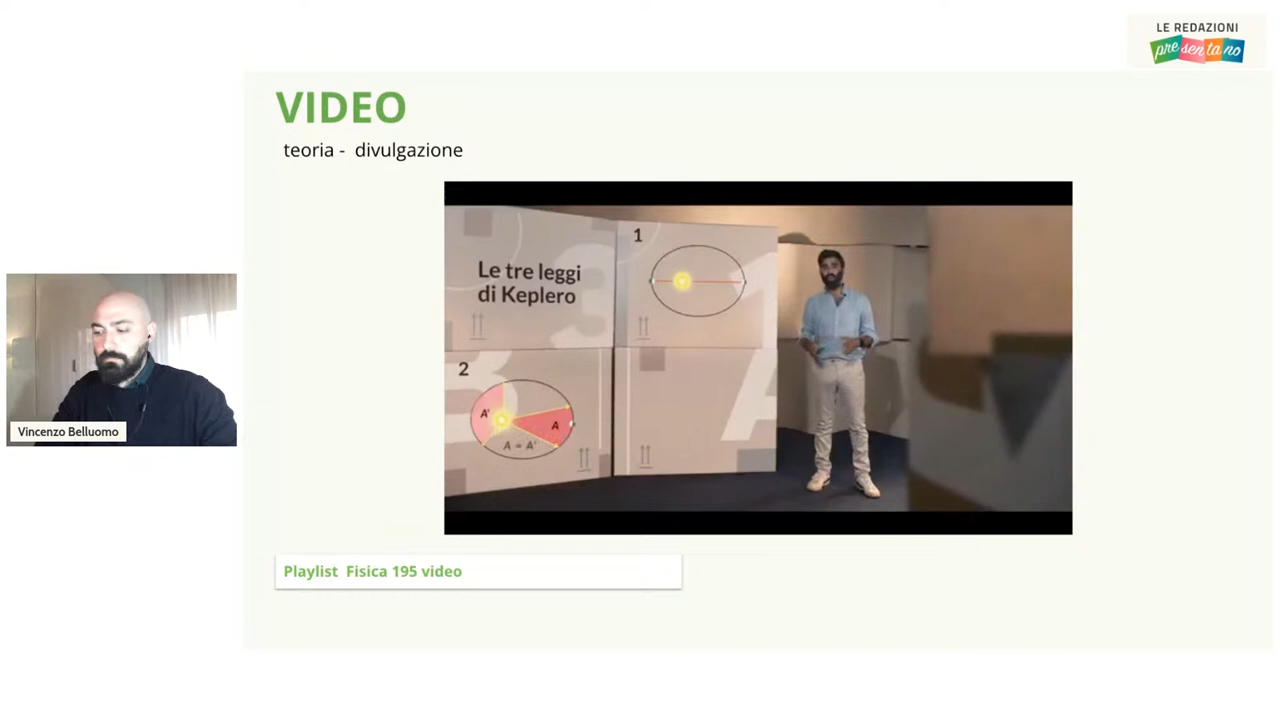 LE REDAZIONI
presentano
VIDEO
teoria - divulgazione
Le tre leggi
di Keplero
1
2
A'
A
A = A'
Vincenzo Belluomo
Playlist Fisica 195 video